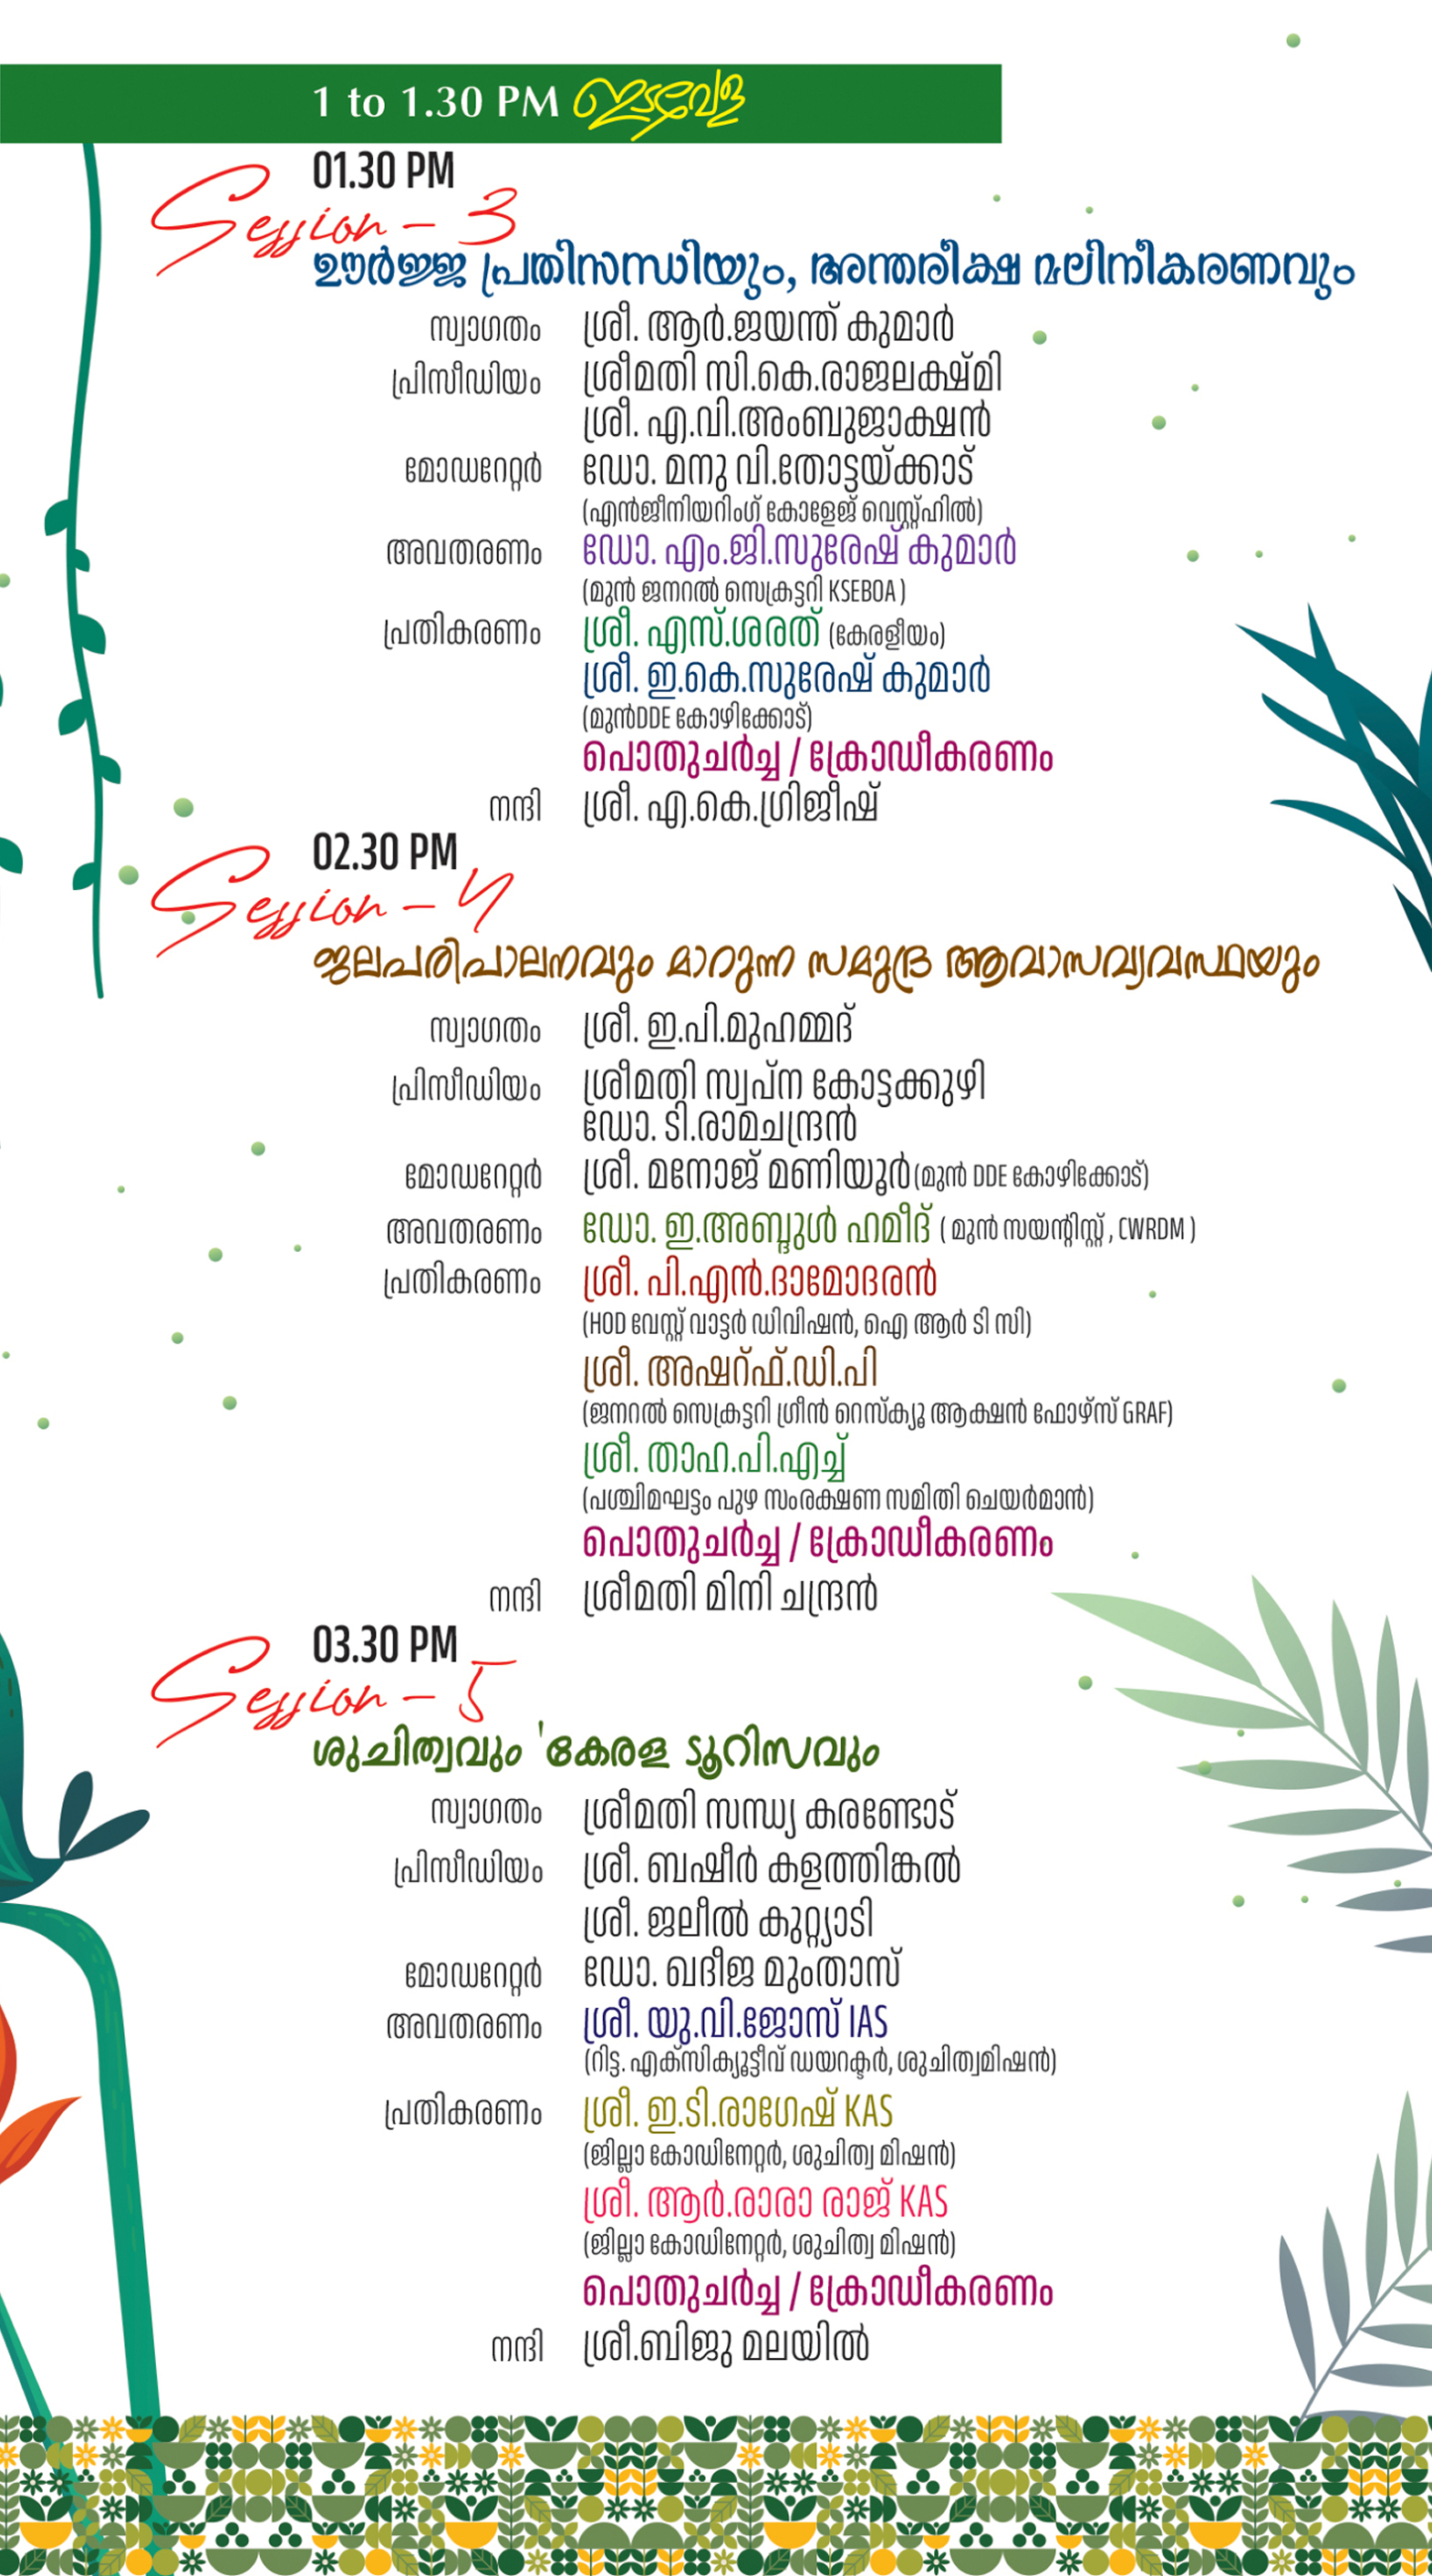 1 to 1.30 PM ഇടവേള
01.30 PM
Session - 3
ഊർജ്ജ പ്രതിസന്ധിയും, അന്തരീക്ഷ മലിനീകരണവും
സ്വാഗതം ശ്രീ. ആർ.ജയന്ത് കുമാർ
പ്രിസീഡിയം ശ്രീമതി സി.കെ.രാജലക്ഷ്മി
ശ്രീ. എ.വി.അംബുജാക്ഷൻ
മോഡറേറ്റർ ഡോ. മനു വി.തോട്ടയ്ക്കാട്
(എൻജീനിയറിംഗ് കോളേജ് വെസ്റ്റ്ഹിൽ)
അവതരണം ഡോ. എം.ജി.സുരേഷ് കുമാർ
(മുൻ ജനറൽ സെക്രട്ടറി KSEBOA )
പ്രതികരണം ശ്രീ. എസ്.ശരത് (കേരളീയം)
ശ്രീ. ഇ.കെ.സുരേഷ് കുമാർ
(മുൻDDE കോഴിക്കോട്)
പൊതുചർച്ച / ക്രോഡീകരണം
നന്ദി ശ്രീ. എ.കെ.ഗ്രിജീഷ്
02.30 PM
Session - 4
ജലപരിപാലനവും മാറുന്ന സമുദ്ര ആവാസവ്യവസ്ഥയും
സ്വാഗതം ശ്രീ. ഇ.പി.മുഹമ്മദ്
പ്രിസീഡിയം ശ്രീമതി സ്വപ്ന കോട്ടക്കുഴി
ഡോ. ടി.രാമചന്ദ്രൻ
മോഡറേറ്റർ ശ്രീ. മനോജ് മണിയൂർ(മുൻ DDE കോഴിക്കോട്)
അവതരണം ഡോ. ഇ.അബ്ദുൾ ഹമീദ് ( മുൻ സയന്റിസ്റ്റ് , CWRDM )
പ്രതികരണം ശ്രീ. പി.എൻ.ദാമോദരൻ
(HOD വേസ്റ്റ് വാട്ടർ ഡിവിഷൻ, ഐ ആർ ടി സി)
ശ്രീ. അഷറ്ഫ്.ഡി.പി
(ജനറൽ സെക്രട്ടറി ഗ്രീൻ റെസ്ക്യൂ ആക്ഷൻ ഫോഴ്സ് GRAF)
ശ്രീ. താഹ.പി.എച്ച്
(പശ്ചിമഘട്ടം പുഴ സംരക്ഷണ സമിതി ചെയർമാൻ)
പൊതുചർച്ച / ക്രോഡീകരണം
നന്ദി ശ്രീമതി മിനി ചന്ദ്രൻ
03.30 PM
Session - 5
ശുചിത്വവും 'കേരള ടൂറിസവും
സ്വാഗതം ശ്രീമതി സന്ധ്യ കരണ്ടോട്
പ്രിസീഡിയം ശ്രീ. ബഷീർ കളത്തിങ്കൽ
ശ്രീ. ജലീൽ കുറ്റ്യാടി
മോഡറേറ്റർ ഡോ. ഖദീജ മുംതാസ്
അവതരണം ശ്രീ. യു.വി.ജോസ് IAS
(റിട്ട. എക്സിക്യൂട്ടീവ് ഡയറക്ടർ, ശുചിത്വമിഷൻ)
പ്രതികരണം ശ്രീ. ഇ.ടി.രാഗേഷ് KAS
(ജില്ലാ കോഡിനേറ്റർ, ശുചിത്വ മിഷൻ)
ശ്രീ. ആർ.രാരാ രാജ് KAS
(ജില്ലാ കോഡിനേറ്റർ, ശുചിത്വ മിഷൻ)
പൊതുചർച്ച / ക്രോഡീകരണം
നന്ദി ശ്രീ.ബിജു മലയിൽ